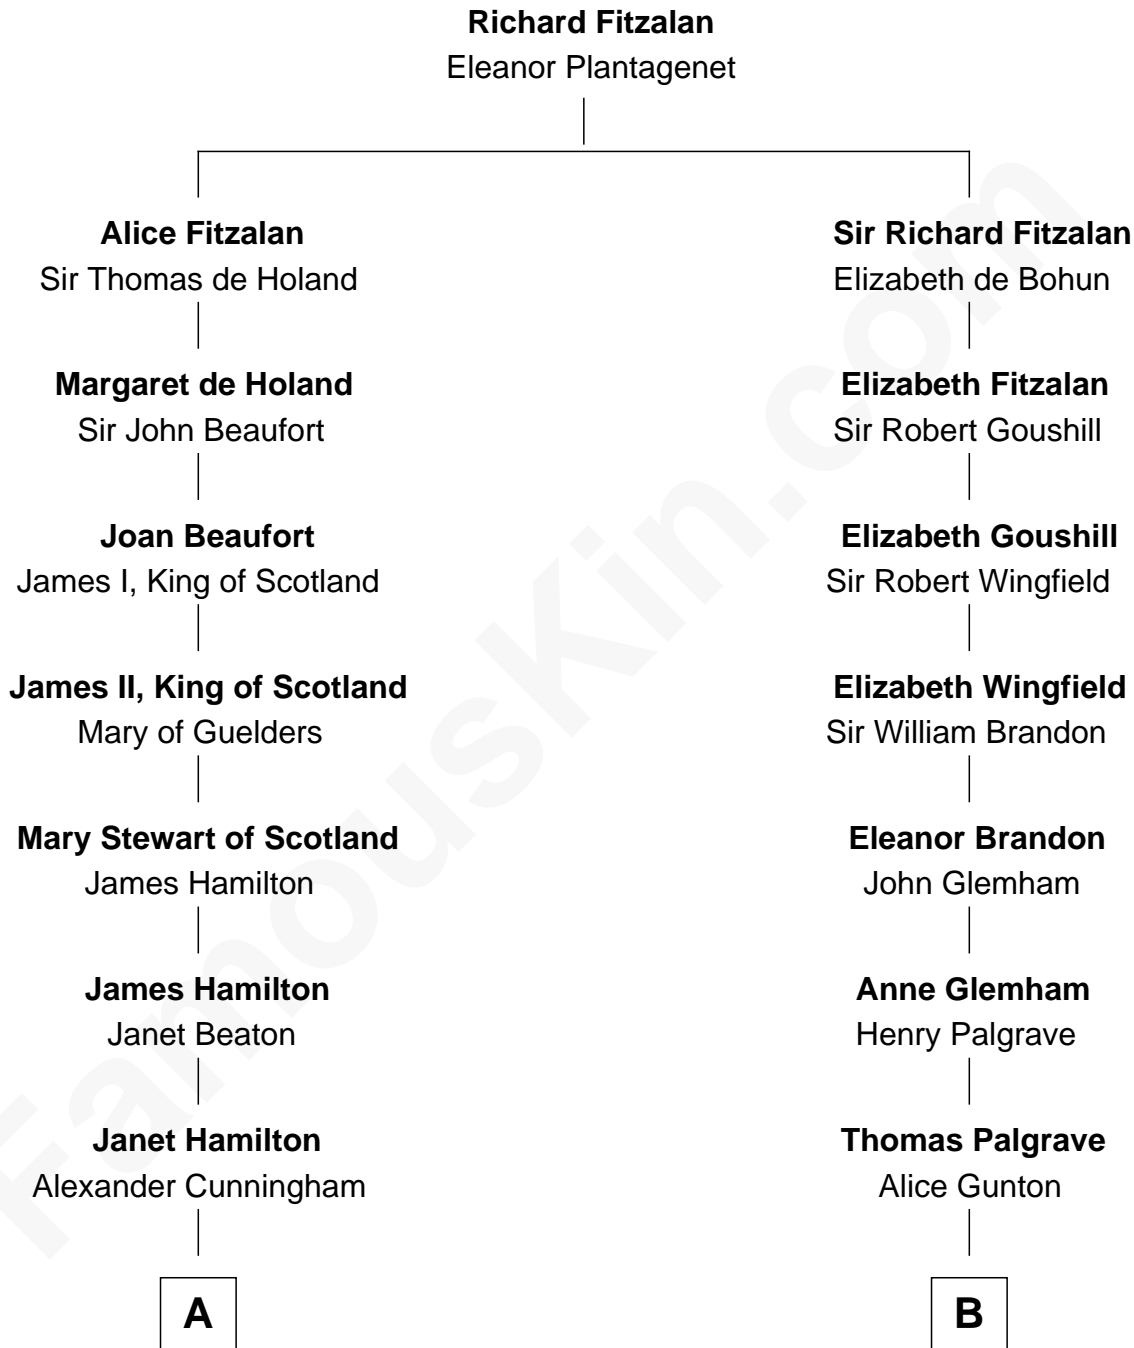 Richard Fitzalan
Eleanor Plantagenet
Alice Fitzalan
Sir Thomas de Holand
Margaret de Holand
Sir John Beaufort
Joan Beaufort
James I, King of Scotland
James II, King of Scotland
Mary of Guelders
Mary Stewart of Scotland
James Hamilton
James Hamilton
Janet Beaton
Janet Hamilton
Alexander Cunningham
A
Sir Richard Fitzalan
Elizabeth de Bohun
Elizabeth Fitzalan
Sir Robert Goushill
Elizabeth Goushill
Sir Robert Wingfield
Elizabeth Wingfield
Sir William Brandon
Eleanor Brandon
John Glemham
Anne Glemham
Henry Palgrave
Thomas Palgrave
Alice Gunton
B
FamousKin.com